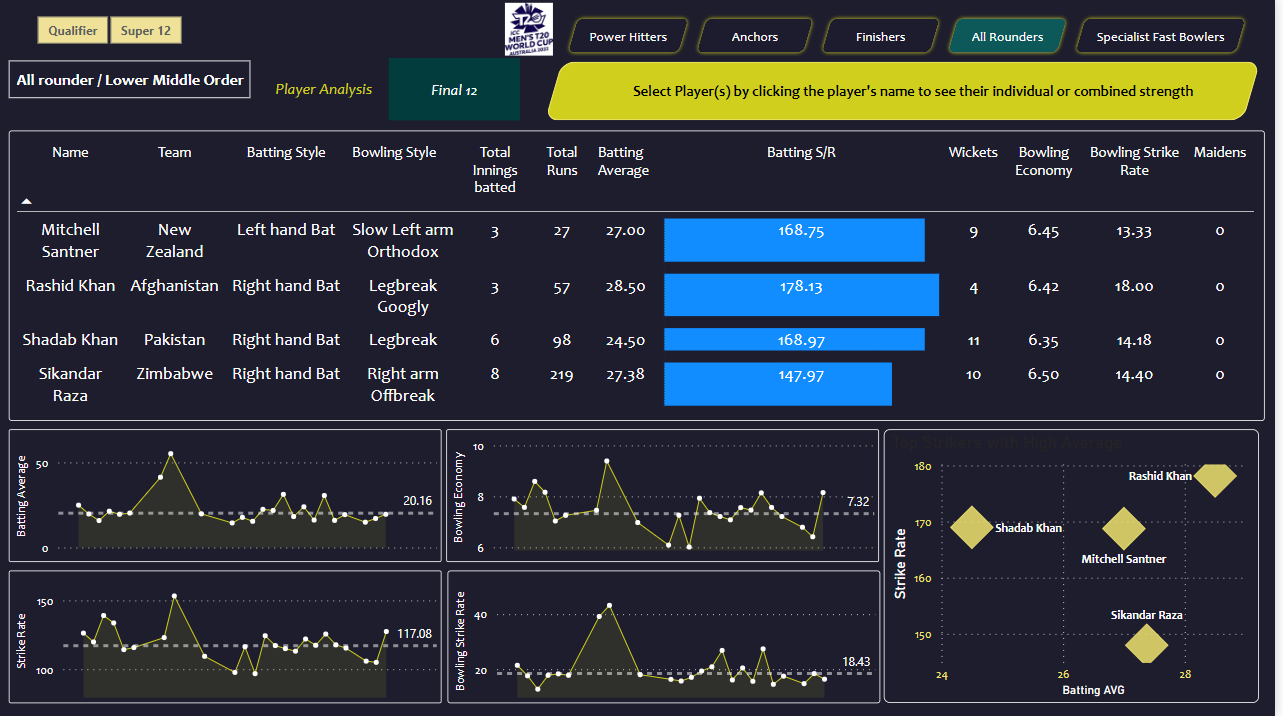 Qualifier
Super 12
ICC
MEN'S T20
WORLD CUP
AUSTRALIA 2022
Power Hitters
Anchors
Finishers
All Rounders
Specialist Fast Bowlers
All rounder / Lower Middle Order
Player Analysis
Final 12
Select Player(s) by clicking the player's name to see their individual or combined strength
Name Team Batting Style Bowling Style Total Innings batted Total Runs Batting Average Batting S/R Wickets Bowling Economy Bowling Strike Rate Maidens
Mitchell Santner New Zealand Left hand Bat Slow Left arm Orthodox 3 27 27.00 168.75 9 6.45 13.33 0
Rashid Khan Afghanistan Right hand Bat Legbreak Googly 3 57 28.50 178.13 4 6.42 18.00 0
Shadab Khan Pakistan Right hand Bat Legbreak 6 98 24.50 168.97 11 6.35 14.18 0
Sikandar Raza Zimbabwe Right hand Bat Right arm Offbreak 8 219 27.38 147.97 10 6.50 14.40 0
Batting Average
50
0
20.16
Bowling Economy
10
8
6
7.32
Strike Rate
150
100
117.08
Bowling Strike Rate
40
20
18.43
Top Strikers with High Average
Strike Rate
180
170
160
150
Rashid Khan
Shadab Khan
Mitchell Santner
Sikandar Raza
24 26 28
Batting AVG